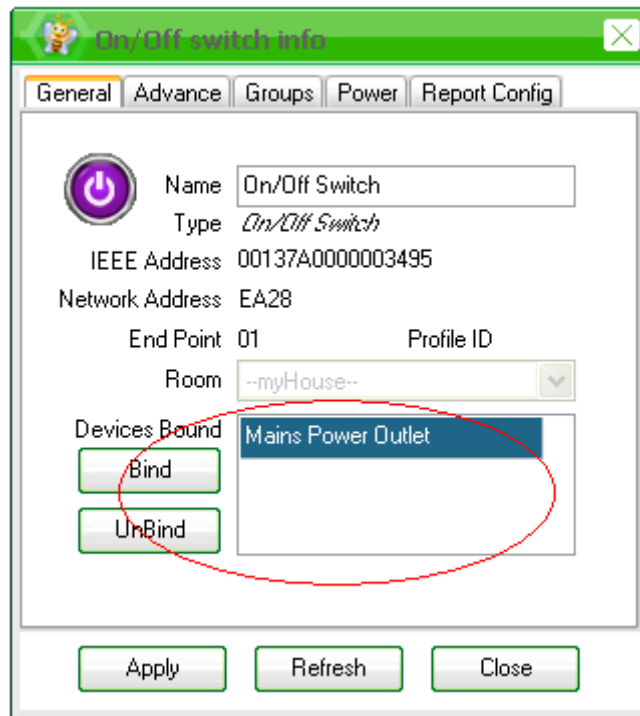 On/Off switch info
General Advance Groups Power Report Config
Name On/Off Switch
Type On/Off Switch
IEEE Address 00137A0000003495
Network Address EA28
End Point 01 Profile ID
Room --myHouse--
Devices Bound Mains Power Outlet
Bind
UnBind
Apply Refresh Close